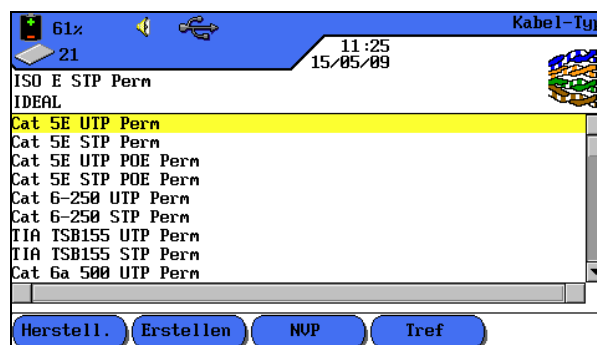 61%
Kabel-Typ
21
11:25
15/05/09
ISO E STP Perm
IDEAL
Cat 5E UTP Perm
Cat 5E STP Perm
Cat 5E UTP POE Perm
Cat 5E STP POE Perm
Cat 6-250 UTP Perm
Cat 6-250 STP Perm
TIA TSB155 UTP Perm
TIA TSB155 STP Perm
Cat 6a 500 UTP Perm
Herstell. Erstellen NVP Tref